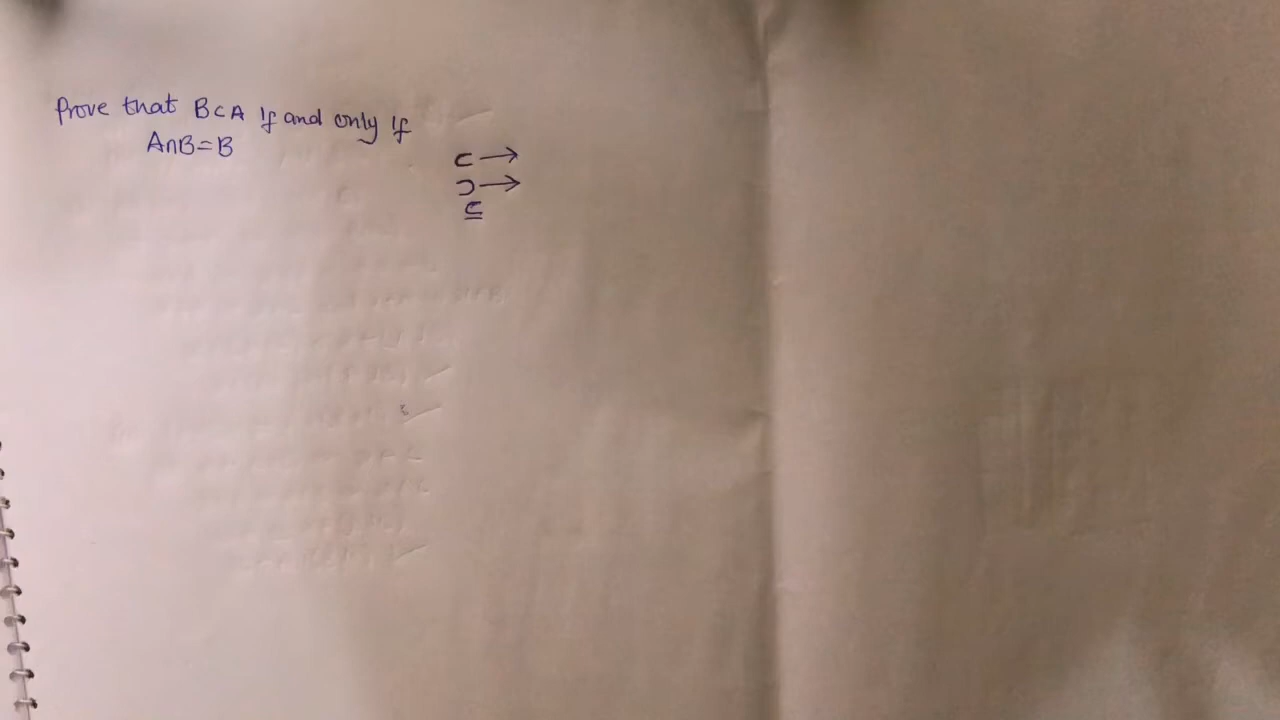 Prove that B⊂A If and only if
A∩B=B
⊂ →
⊃ →
⊆